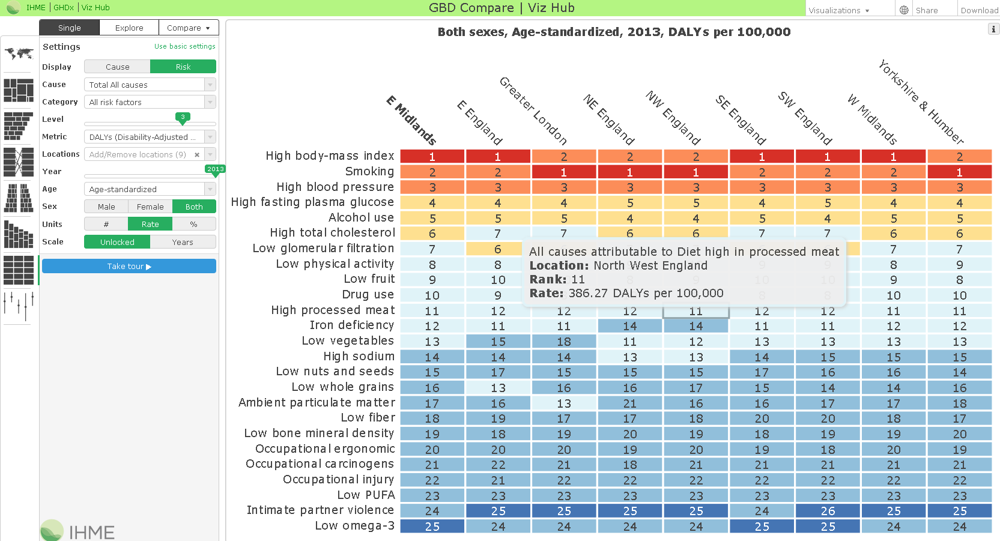 IHME | GHDx | Viz Hub
GBD Compare | Viz Hub
Visualizations ▾
Share
Download
Single
Explore
Compare ▾
Settings
Use basic settings
Display
Cause
Risk
Cause
Total All causes
Category
All risk factors
Level
3
Metric
DALYs (Disability-Adjusted ...
Locations
Add/Remove locations (9)
Year
2013
Age
Age-standardized
Sex
Male
Female
Both
Units
#
Rate
%
Scale
Unlocked
Years
Take tour ▶
IHME
Both sexes, Age-standardized, 2013, DALYs per 100,000
i
E Midlands
E England
Greater London
NE England
NW England
SE England
SW England
W Midlands
Yorkshire & Humber
High body-mass index 1 1 2 2 2 1 1 1 2
Smoking 2 2 1 1 1 2 2 2 1
High blood pressure 3 3 3 3 3 3 3 3 3
High fasting plasma glucose 4 4 4 5 5 4 5 4 4
Alcohol use 5 5 5 4 4 5 4 5 5
High total cholesterol 6 7 7 6 6 7 7 6 6
Low glomerular filtration 7 6 7 7
Low physical activity 8 8 9 9 8 9
Low fruit 9 10 8 9 10 10 9 8
Drug use 10 9 8 8 10 10
High processed meat 11 12 12 12 11 12 12 11 11
Iron deficiency 12 11 11 14 14 11 11 12 12
Low vegetables 13 15 18 11 12 13 13 13 13
High sodium 14 14 14 13 13 14 15 15 15
Low nuts and seeds 15 17 15 15 15 17 16 16 14
Low whole grains 16 13 16 16 17 15 14 14 16
Ambient particulate matter 17 16 13 21 16 16 17 17 18
Low fiber 18 19 17 17 18 20 20 18 17
Low bone mineral density 19 18 19 20 19 18 19 19 20
Occupational ergonomic 20 20 20 19 20 19 18 20 19
Occupational carcinogens 21 22 21 18 21 21 21 21 21
Occupational injury 22 21 22 22 22 22 22 22 22
Low PUFA 23 23 23 23 23 23 23 23 23
Intimate partner violence 24 25 25 25 25 24 26 25 25
Low omega-3 25 24 24 24 24 25 25 24 24
All causes attributable to Diet high in processed meat
Location: North West England
Rank: 11
Rate: 386.27 DALYs per 100,000